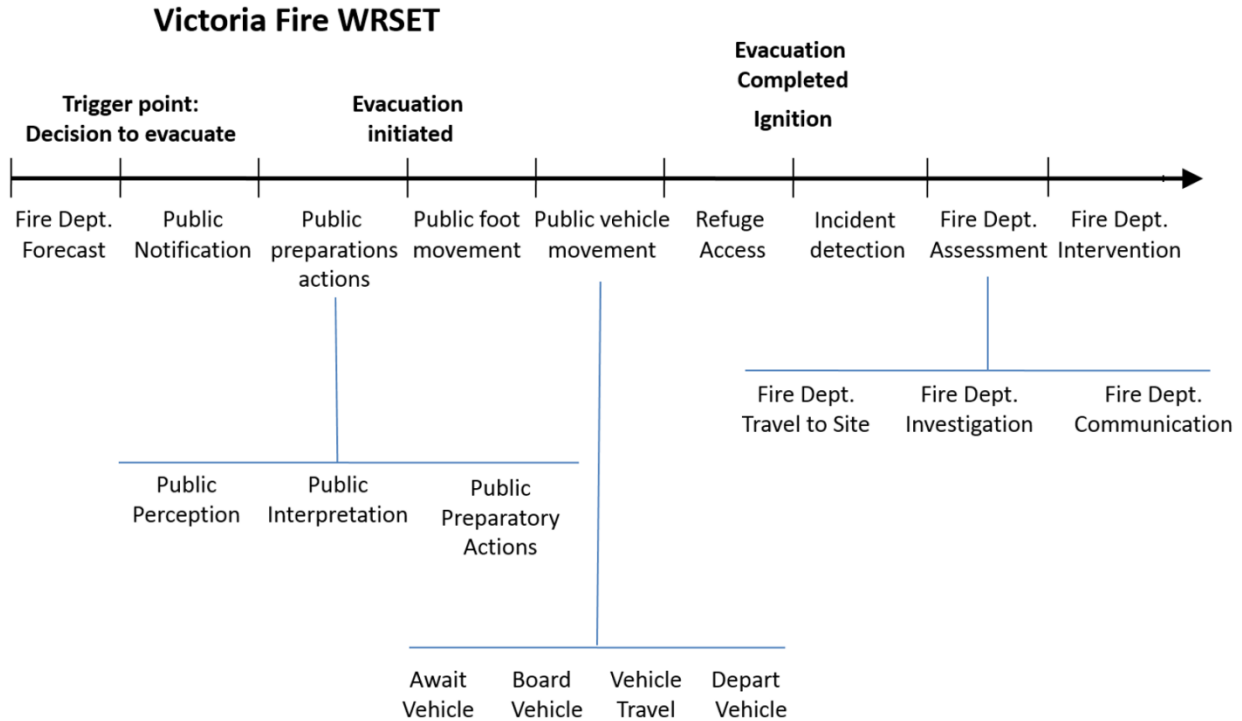 Victoria Fire WRSET
Evacuation
Completed
Ignition
Trigger point:
Decision to evacuate
Evacuation
initiated
Fire Dept.
Forecast
Public
Notification
Public
preparations
actions
Public foot
movement
Public vehicle
movement
Refuge
Access
Incident
detection
Fire Dept.
Assessment
Fire Dept.
Intervention
Fire Dept.
Travel to Site
Fire Dept.
Investigation
Fire Dept.
Communication
Public
Perception
Public
Interpretation
Public
Preparatory
Actions
Await
Vehicle
Board
Vehicle
Vehicle
Travel
Depart
Vehicle